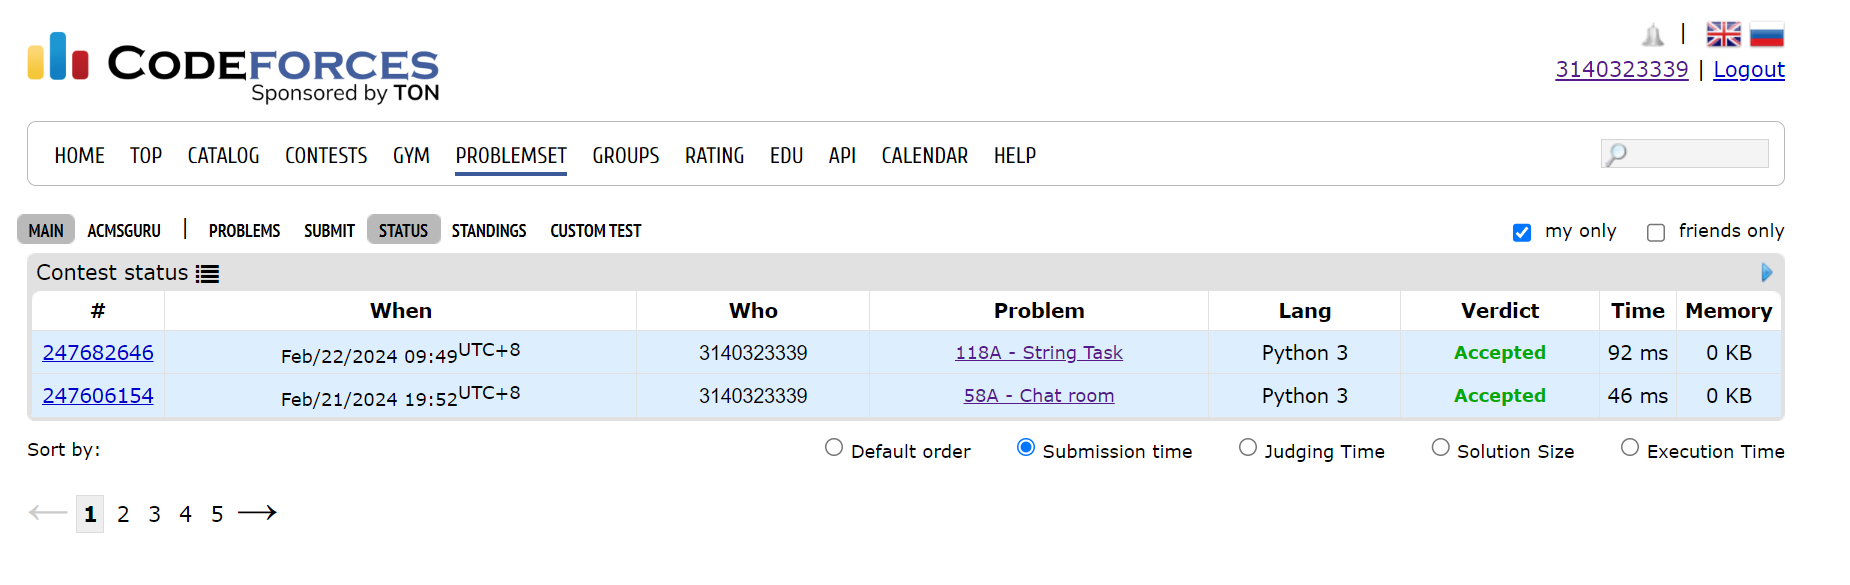 CODEFORCES
Sponsored by TON
|
3140323339 | Logout
HOME TOP CATALOG CONTESTS GYM PROBLEMSET GROUPS RATING EDU API CALENDAR HELP
MAIN ACMSGURU | PROBLEMS SUBMIT STATUS STANDINGS CUSTOM TEST my only friends only
Contest status
# When Who Problem Lang Verdict Time Memory
247682646 Feb/22/2024 09:49UTC+8 3140323339 118A - String Task Python 3 Accepted 92 ms 0 KB
247606154 Feb/21/2024 19:52UTC+8 3140323339 58A - Chat room Python 3 Accepted 46 ms 0 KB
Sort by: Default order Submission time Judging Time Solution Size Execution Time
← 1 2 3 4 5 →